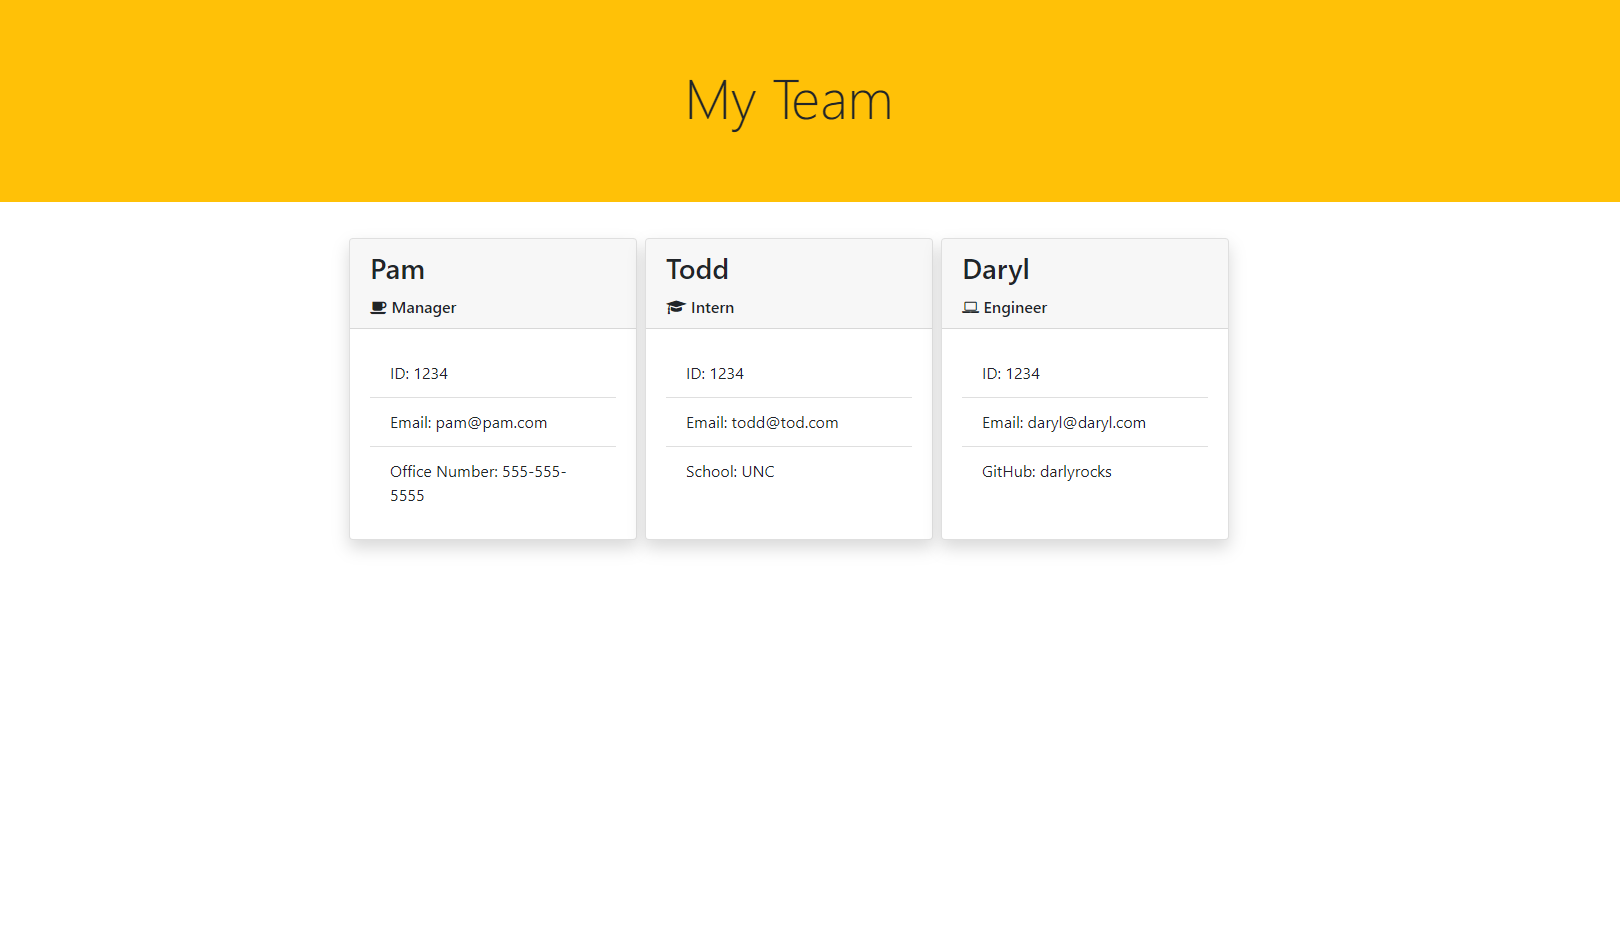 My Team
Pam
Manager
ID: 1234
Email: pam@pam.com
Office Number: 555-555-
5555
Todd
Intern
ID: 1234
Email: todd@tod.com
School: UNC
Daryl
Engineer
ID: 1234
Email: daryl@daryl.com
GitHub: darlyrocks